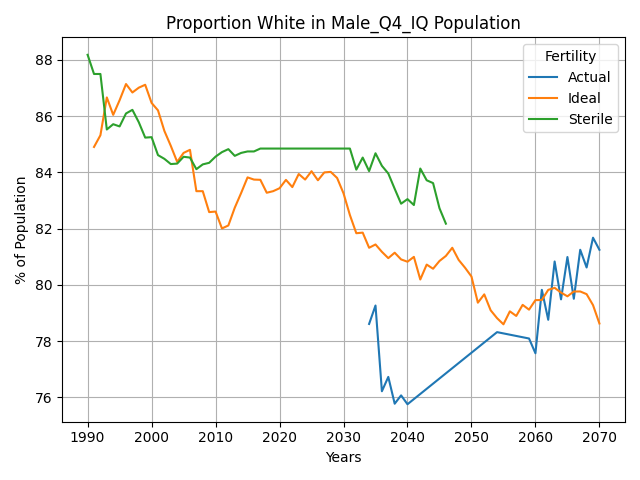 Proportion White in Male_Q4_IQ Population
Fertility
Actual
Ideal
Sterile
% of Population
88
86
84
82
80
78
76
1990 2000 2010 2020 2030 2040 2050 2060 2070
Years